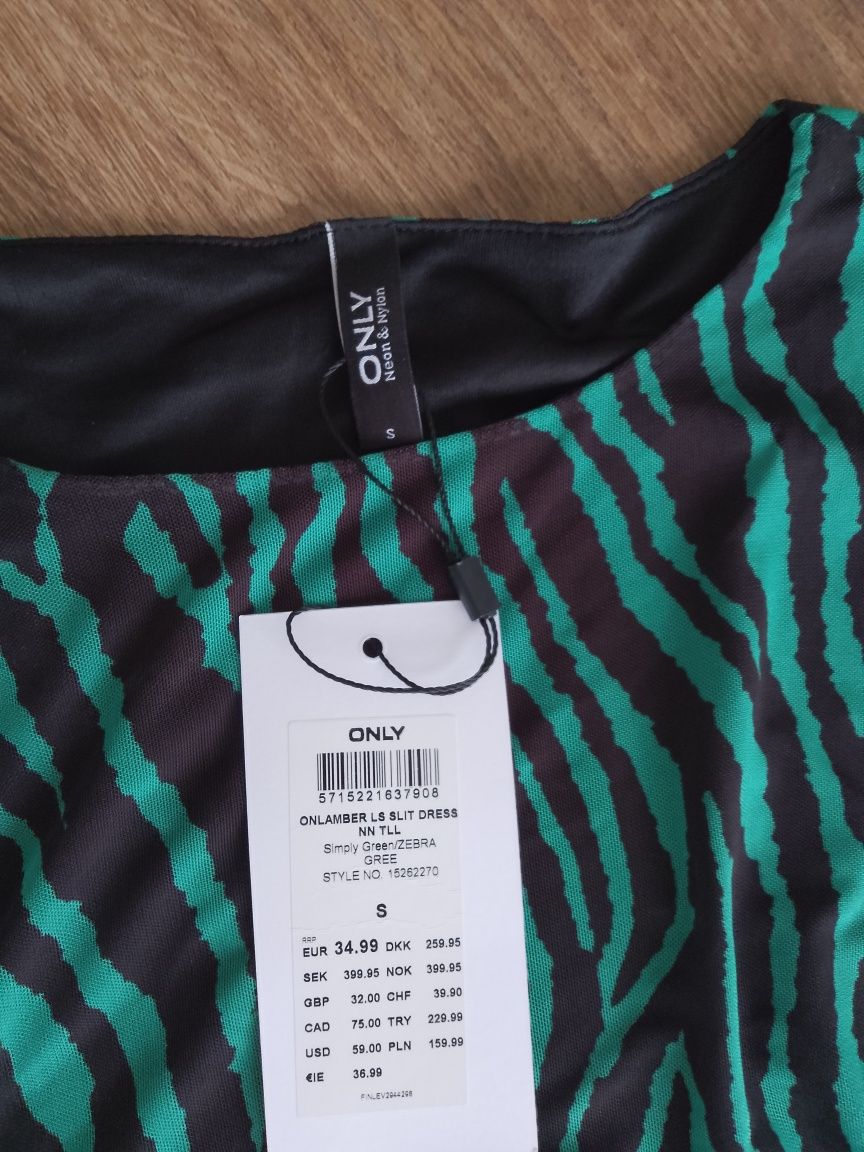 ONLY
Neon & Nylon
S
ONLY
5715221637908
ONLAMBER LS SLIT DRESS
NN TLL
Simply Green/ZEBRA
GREE
STYLE NO. 15262270
S
RRP
EUR 34.99 DKK 259.95
SEK 399.95 NOK 399.95
GBP 32.00 CHF 39.90
CAD 75.00 TRY 229.99
USD 59.00 PLN 159.99
€IE 36.99
FINLEV2944296